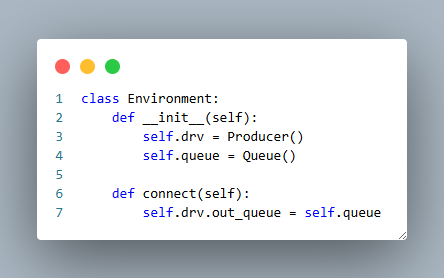 1 class Environment:
2     def __init__(self):
3         self.drv = Producer()
4         self.queue = Queue()
5
6     def connect(self):
7         self.drv.out_queue = self.queue